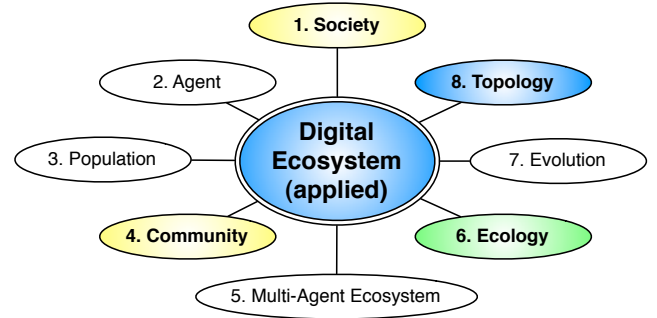 1. Society
2. Agent
8. Topology
Digital
Ecosystem
(applied)
3. Population
7. Evolution
4. Community
6. Ecology
5. Multi-Agent Ecosystem